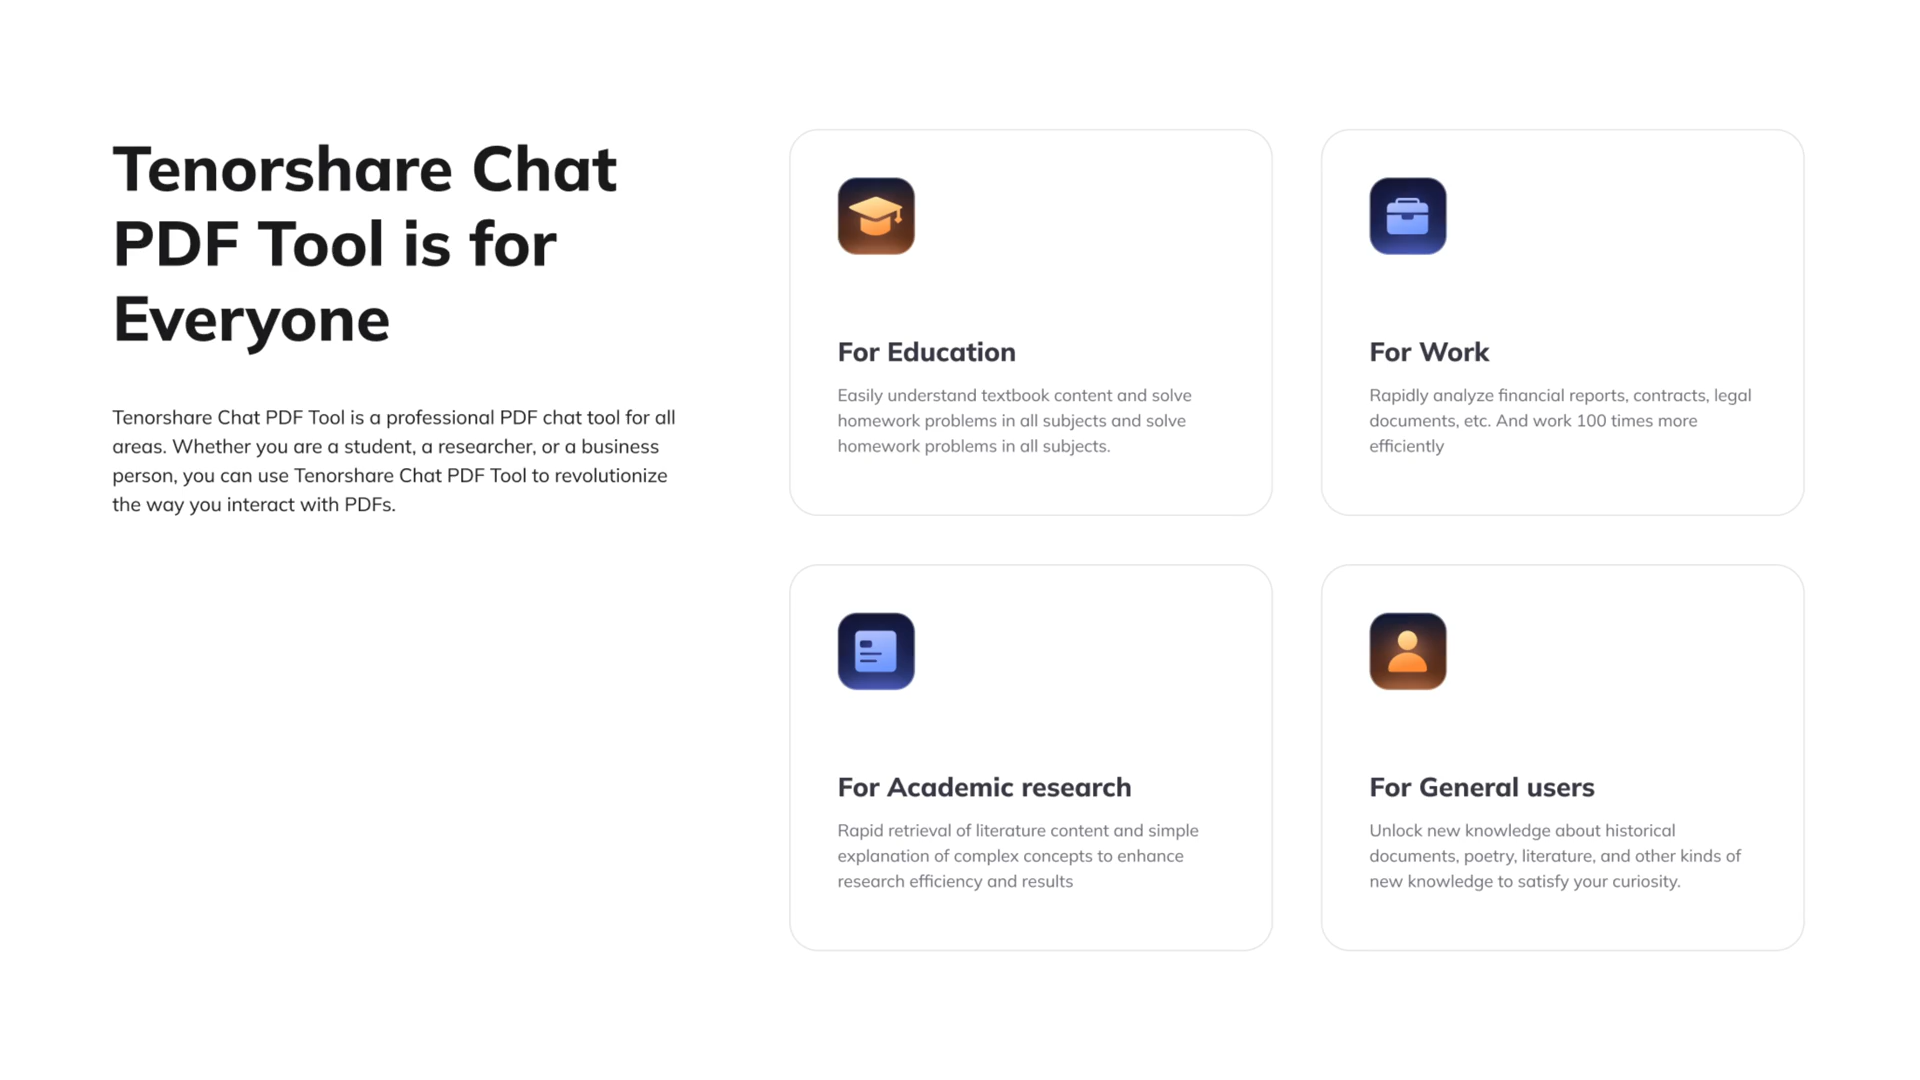 Tenorshare Chat
PDF Tool is for
Everyone
Tenorshare Chat PDF Tool is a professional PDF chat tool for all
areas. Whether you are a student, a researcher, or a business
person, you can use Tenorshare Chat PDF Tool to revolutionize
the way you interact with PDFs.
For Education
Easily understand textbook content and solve
homework problems in all subjects and solve
homework problems in all subjects.
For Work
Rapidly analyze financial reports, contracts, legal
documents, etc. And work 100 times more
efficiently
For Academic research
Rapid retrieval of literature content and simple
explanation of complex concepts to enhance
research efficiency and results
For General users
Unlock new knowledge about historical
documents, poetry, literature, and other kinds of
new knowledge to satisfy your curiosity.